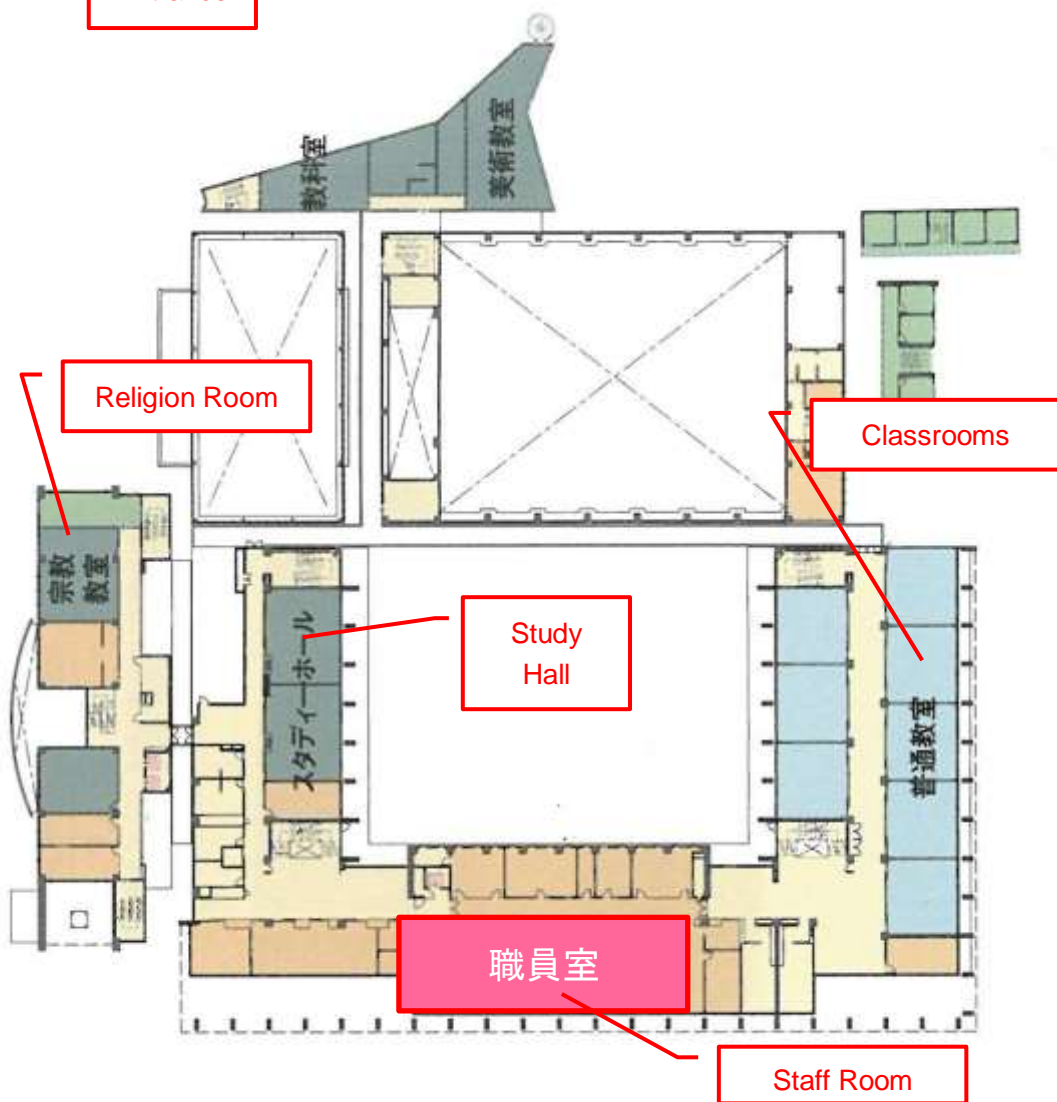 教科室
美術教室
Religion Room
Classrooms
宗教
教室
Study
Hall
スタディーホール
普通教室
職員室
Staff Room